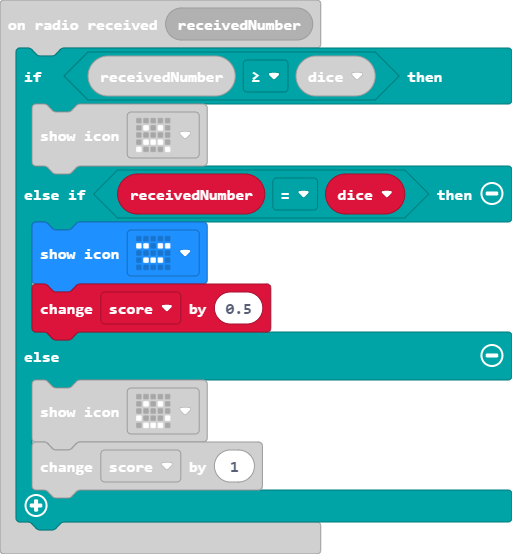 on radio received receivedNumber
if receivedNumber ≥ dice then
show icon
else if receivedNumber = dice then
show icon
change score by 0.5
else
show icon
change score by 1